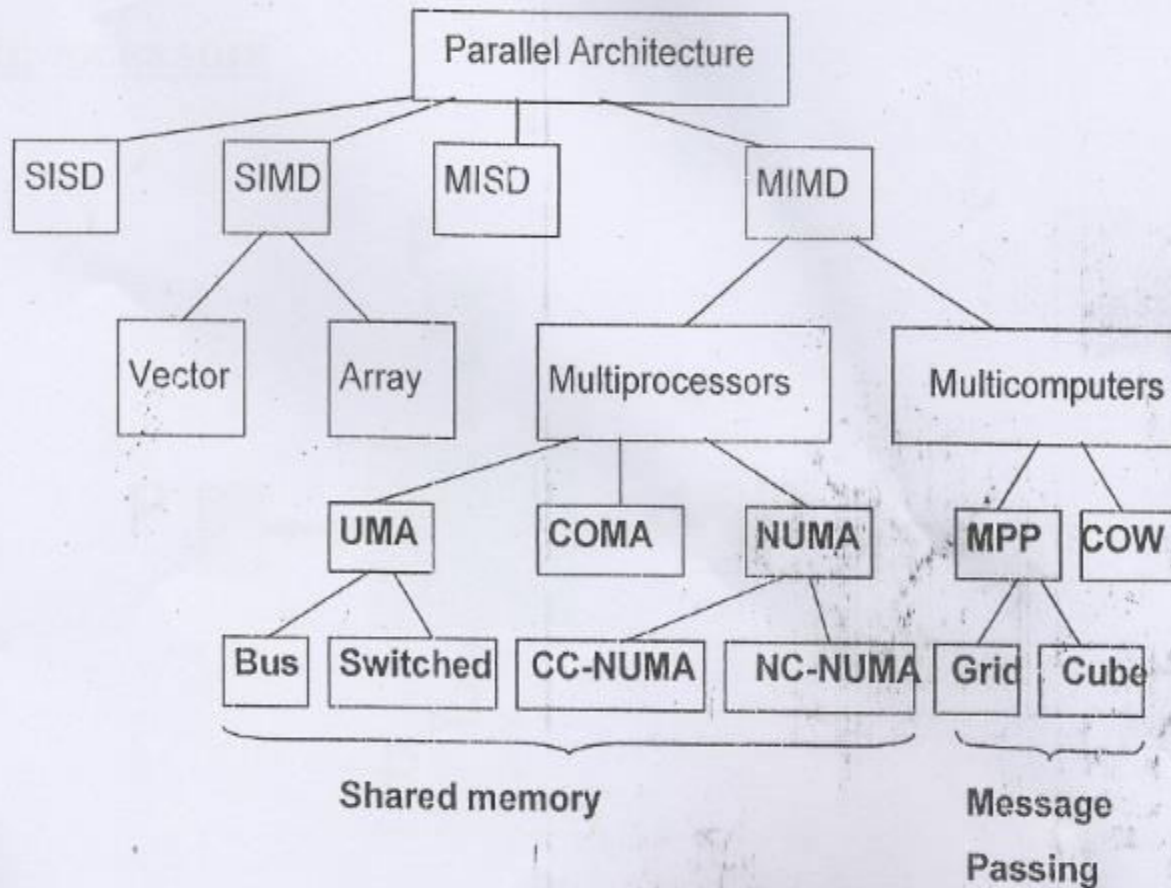 Parallel Architecture
SISD
SIMD
MISD
MIMD
Vector
Array
Multiprocessors
Multicomputers
UMA
COMA
NUMA
MPP
COW
Bus
Switched
CC-NUMA
NC-NUMA
Grid
Cube
Shared memory
Message
Passing